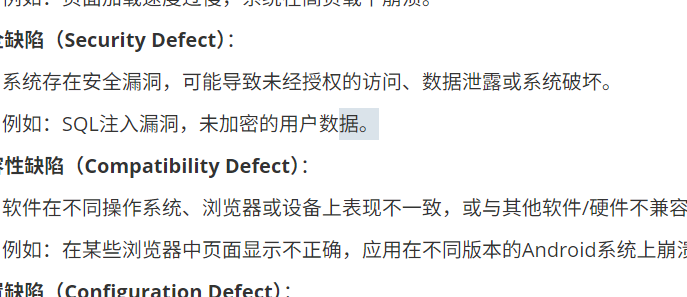 例如：页面加载速度过慢，系统在高负载下崩溃。
全缺陷（Security Defect）：
系统存在安全漏洞，可能导致未经授权的访问、数据泄露或系统破坏。
例如：SQL注入漏洞，未加密的用户数据。
容性缺陷（Compatibility Defect）：
软件在不同操作系统、浏览器或设备上表现不一致，或与其他软件/硬件不兼容
例如：在某些浏览器中页面显示不正确，应用在不同版本的Android系统上崩溃
置缺陷（Configuration Defect）：